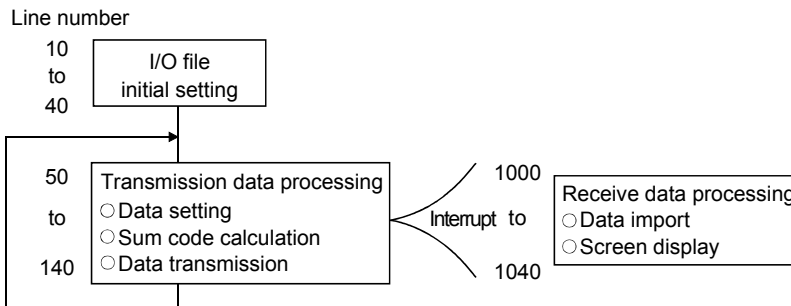 Line number
10
to
40
I/O file
initial setting
50
to
140
Transmission data processing
○ Data setting
○ Sum code calculation
○ Data transmission
Interrupt
1000
to
1040
Receive data processing
○ Data import
○ Screen display